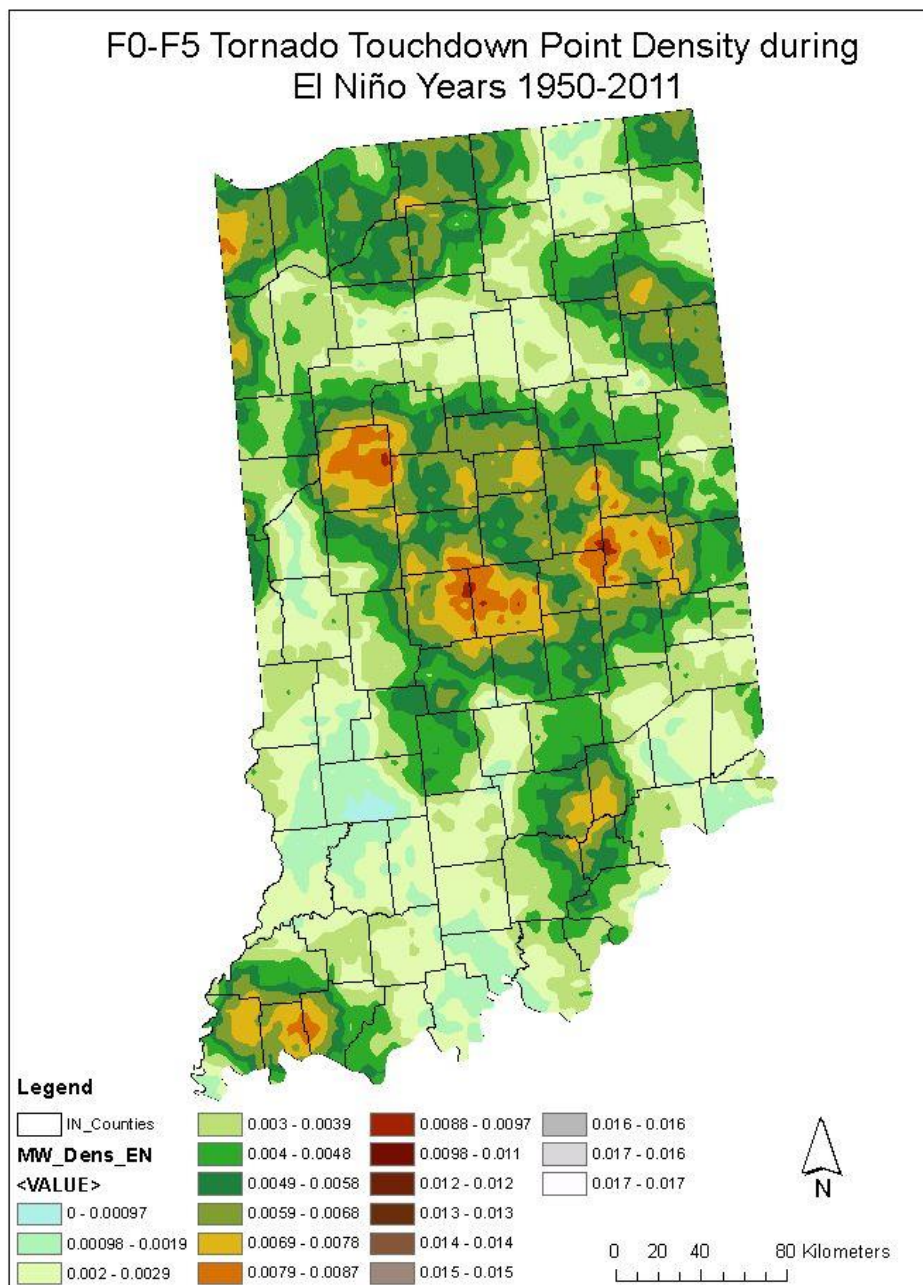 F0-F5 Tornado Touchdown Point Density during
El Niño Years 1950-2011
Legend
IN_Counties
MW_Dens_EN
<VALUE>
0 - 0.00097
0.00098 - 0.0019
0.002 - 0.0029
0.003 - 0.0039
0.004 - 0.0048
0.0049 - 0.0058
0.0059 - 0.0068
0.0069 - 0.0078
0.0079 - 0.0087
0.0088 - 0.0097
0.0098 - 0.011
0.012 - 0.012
0.013 - 0.013
0.014 - 0.014
0.015 - 0.015
0.016 - 0.016
0.017 - 0.016
0.017 - 0.017
N
0 20 40 80 Kilometers